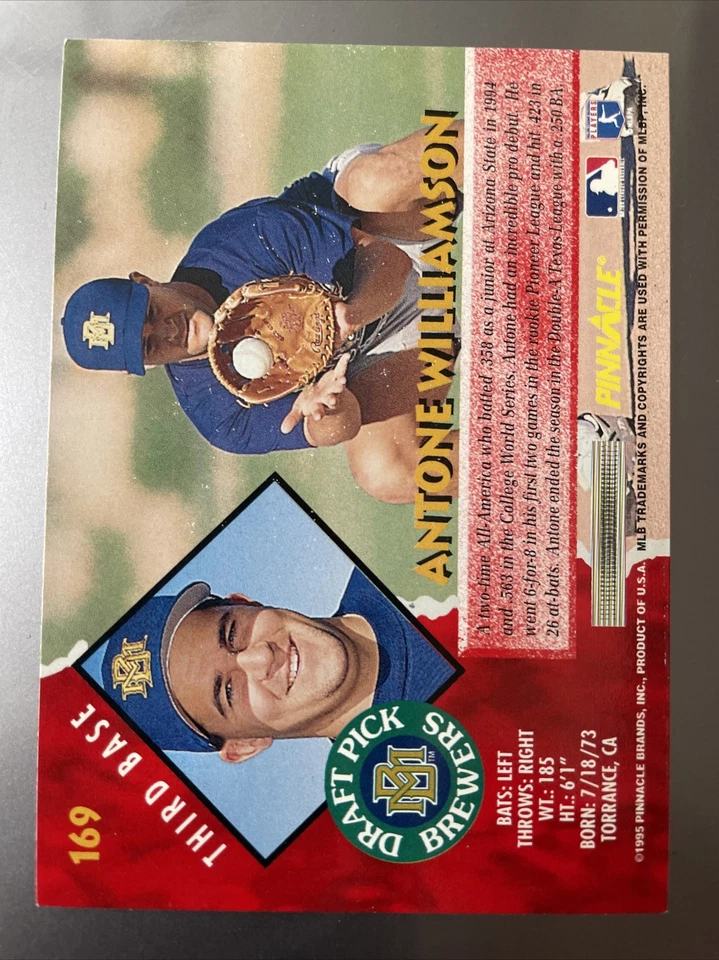 169
THIRD BASE
DRAFT PICK
BREWERS
TM
BATS: LEFT
THROWS: RIGHT
WT.: 185
HT.: 6'1"
BORN: 7/18/73
TORRANCE, CA
ANTONE WILLIAMSON
A two-time All-America who batted .358 as a junior at Arizona State in 1994
and .563 in the College World Series, Antone had an incredible pro debut. He
went 6-for-8 in his first two games in the rookie Pioneer League and hit .423 in
26 at-bats. Antone ended the season in the Double-A Texas League with a .250 BA.
PINNACLE®
PLAYERS
©1995 PINNACLE BRANDS, INC., PRODUCT OF U.S.A. MLB TRADEMARKS AND COPYRIGHTS ARE USED WITH PERMISSION OF MLBP, INC.